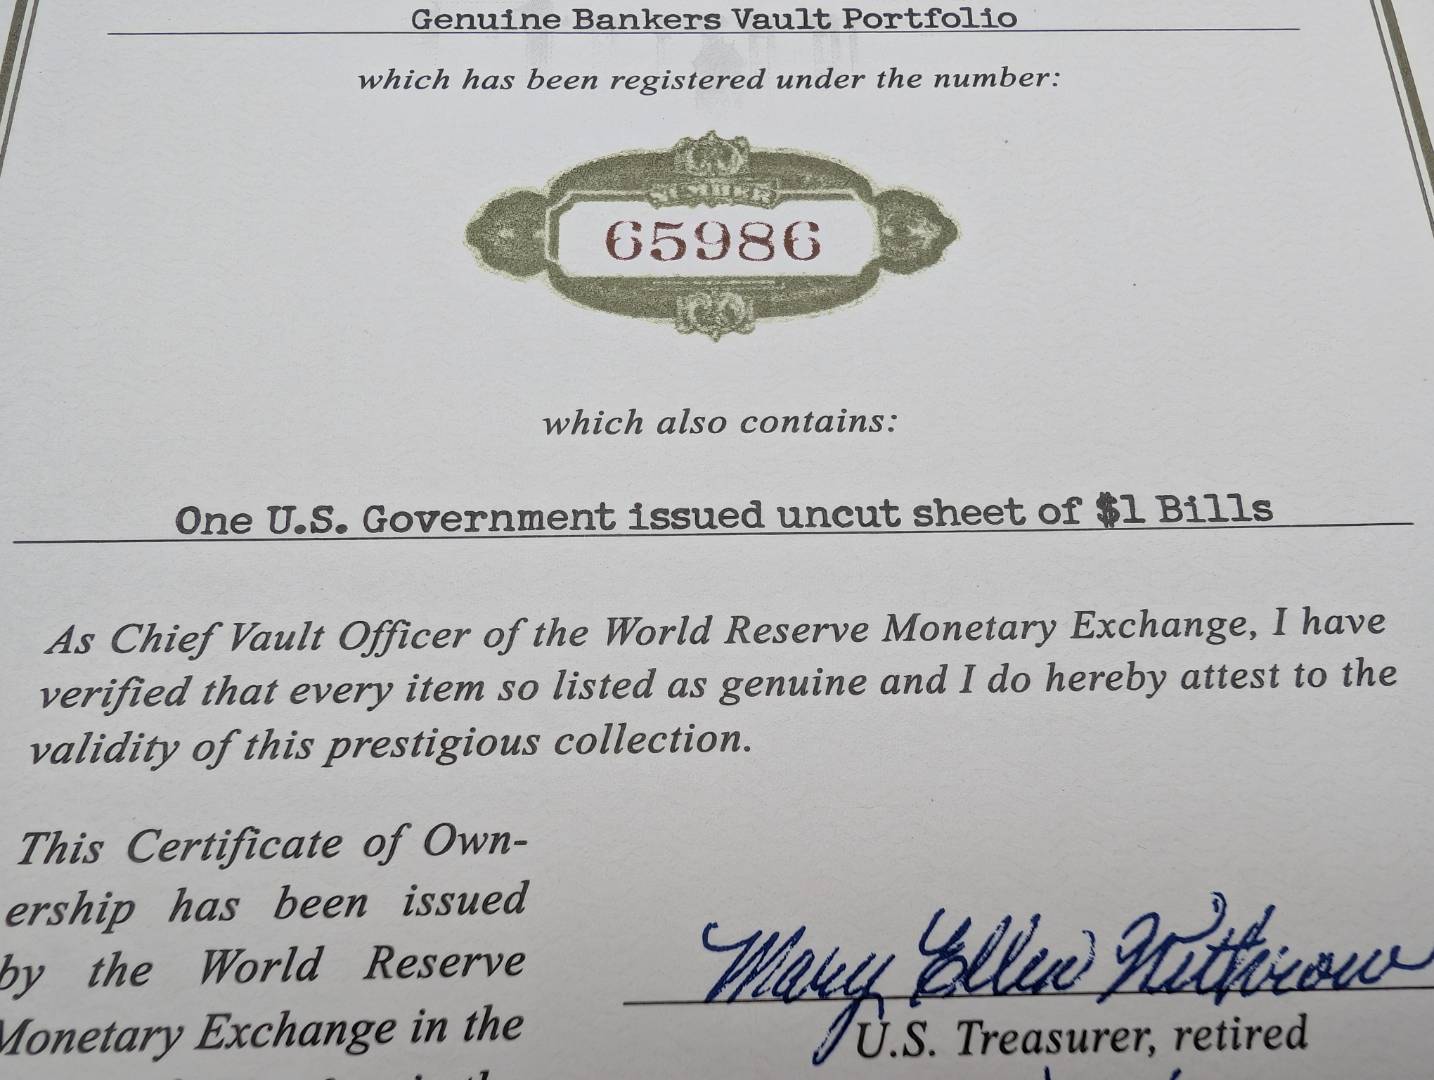 Genuine Bankers Vault Portfolio
which has been registered under the number:
NUMBER
65986
which also contains:
One U.S. Government issued uncut sheet of $1 Bills
As Chief Vault Officer of the World Reserve Monetary Exchange, I have
verified that every item so listed as genuine and I do hereby attest to the
validity of this prestigious collection.
This Certificate of Own-
ership has been issued
by the World Reserve
Monetary Exchange in the
Mary Ellen Withrow
U.S. Treasurer, retired